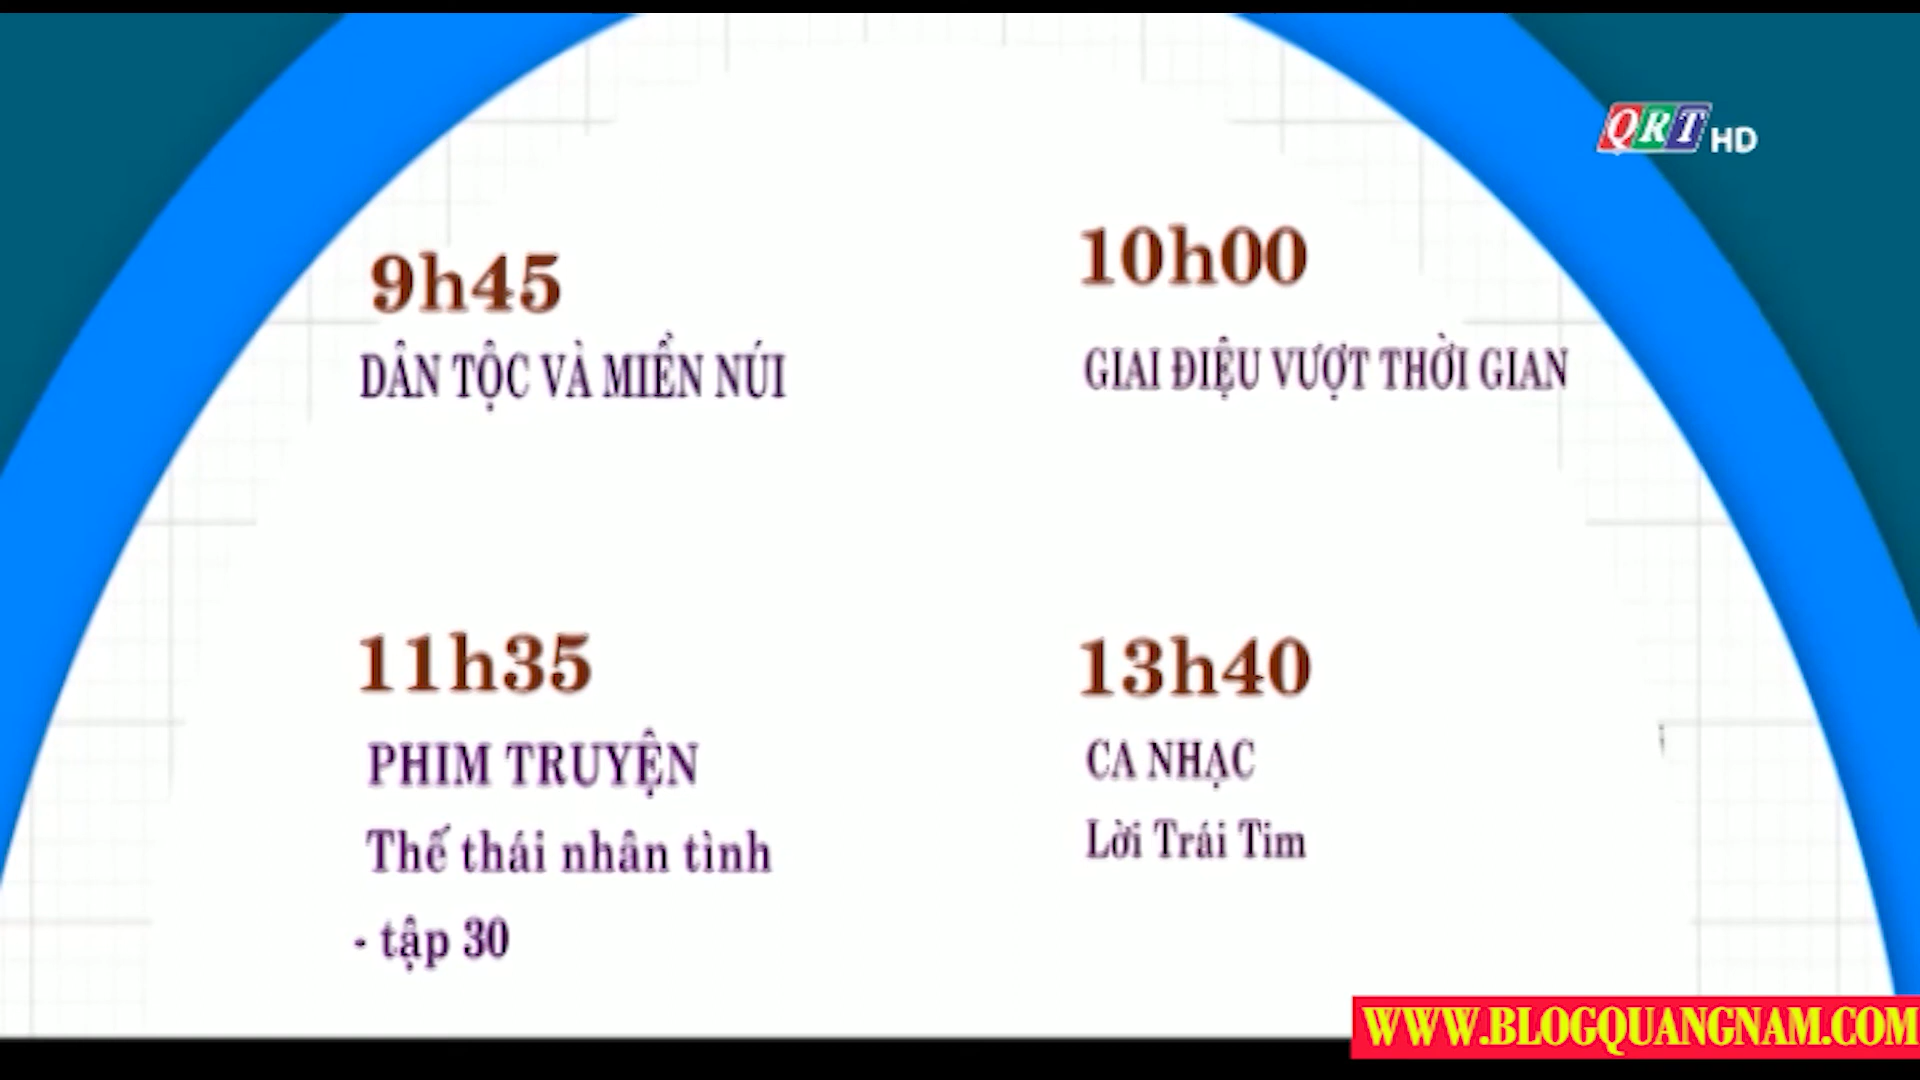 QRT HD
9h45
DÂN TỘC VÀ MIỀN NÚI
10h00
GIAI ĐIỆU VƯỢT THỜI GIAN
11h35
PHIM TRUYỆN
Thế thái nhân tình
- tập 30
13h40
CA NHẠC
Lời Trái Tim
WWW.BLOGQUANGNAM.COM